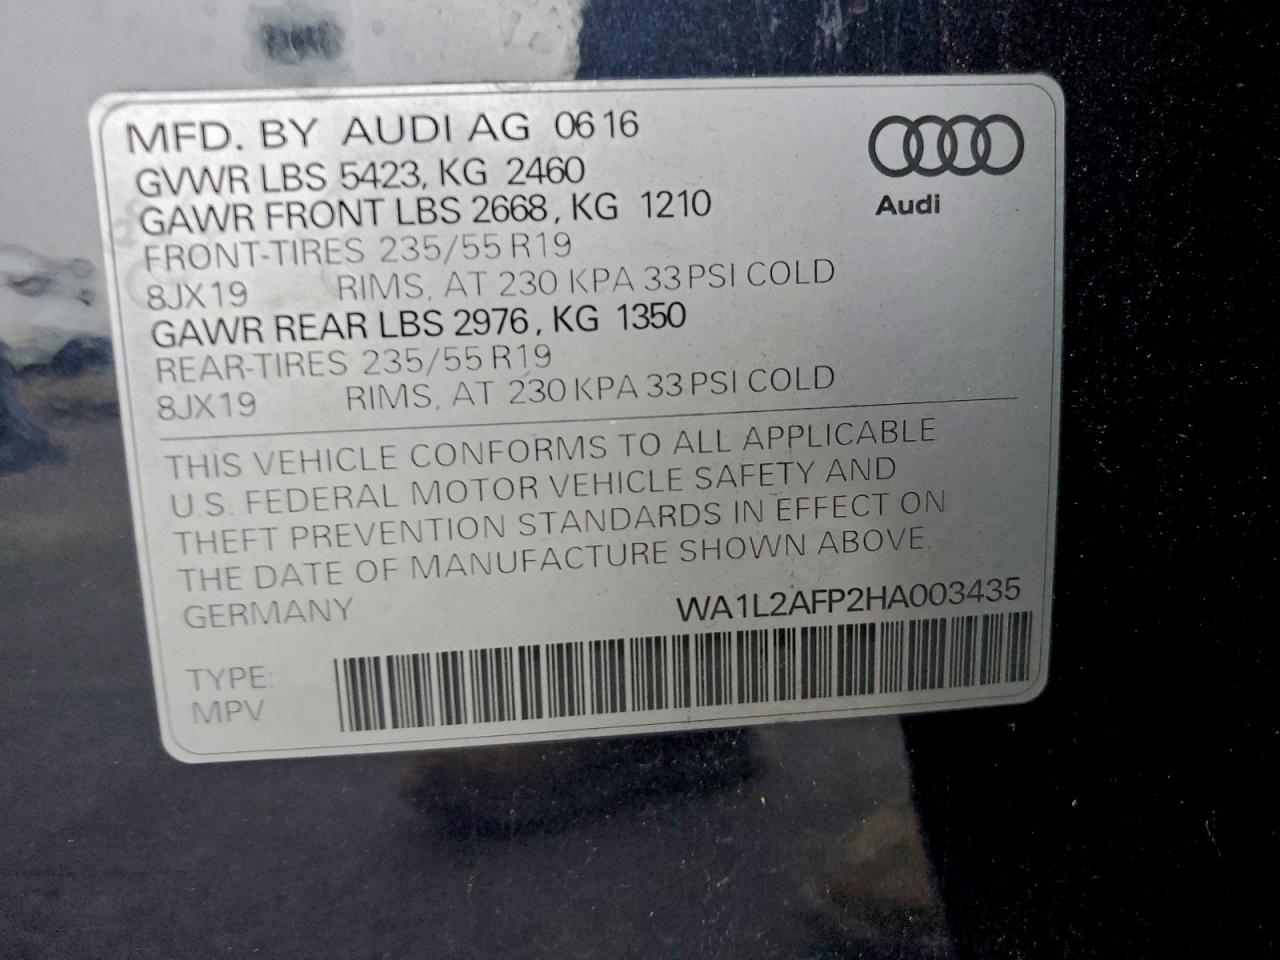 MFD. BY AUDI AG 06 16
GVWR LBS 5423, KG 2460
GAWR FRONT LBS 2668, KG 1210
FRONT-TIRES 235/55 R19
8JX19 RIMS, AT 230 KPA 33 PSI COLD
GAWR REAR LBS 2976, KG 1350
REAR-TIRES 235/55 R19
8JX19 RIMS, AT 230 KPA 33 PSI COLD
Audi
THIS VEHICLE CONFORMS TO ALL APPLICABLE
U.S. FEDERAL MOTOR VEHICLE SAFETY AND
THEFT PREVENTION STANDARDS IN EFFECT ON
THE DATE OF MANUFACTURE SHOWN ABOVE.
GERMANY WA1L2AFP2HA003435
TYPE:
MPV